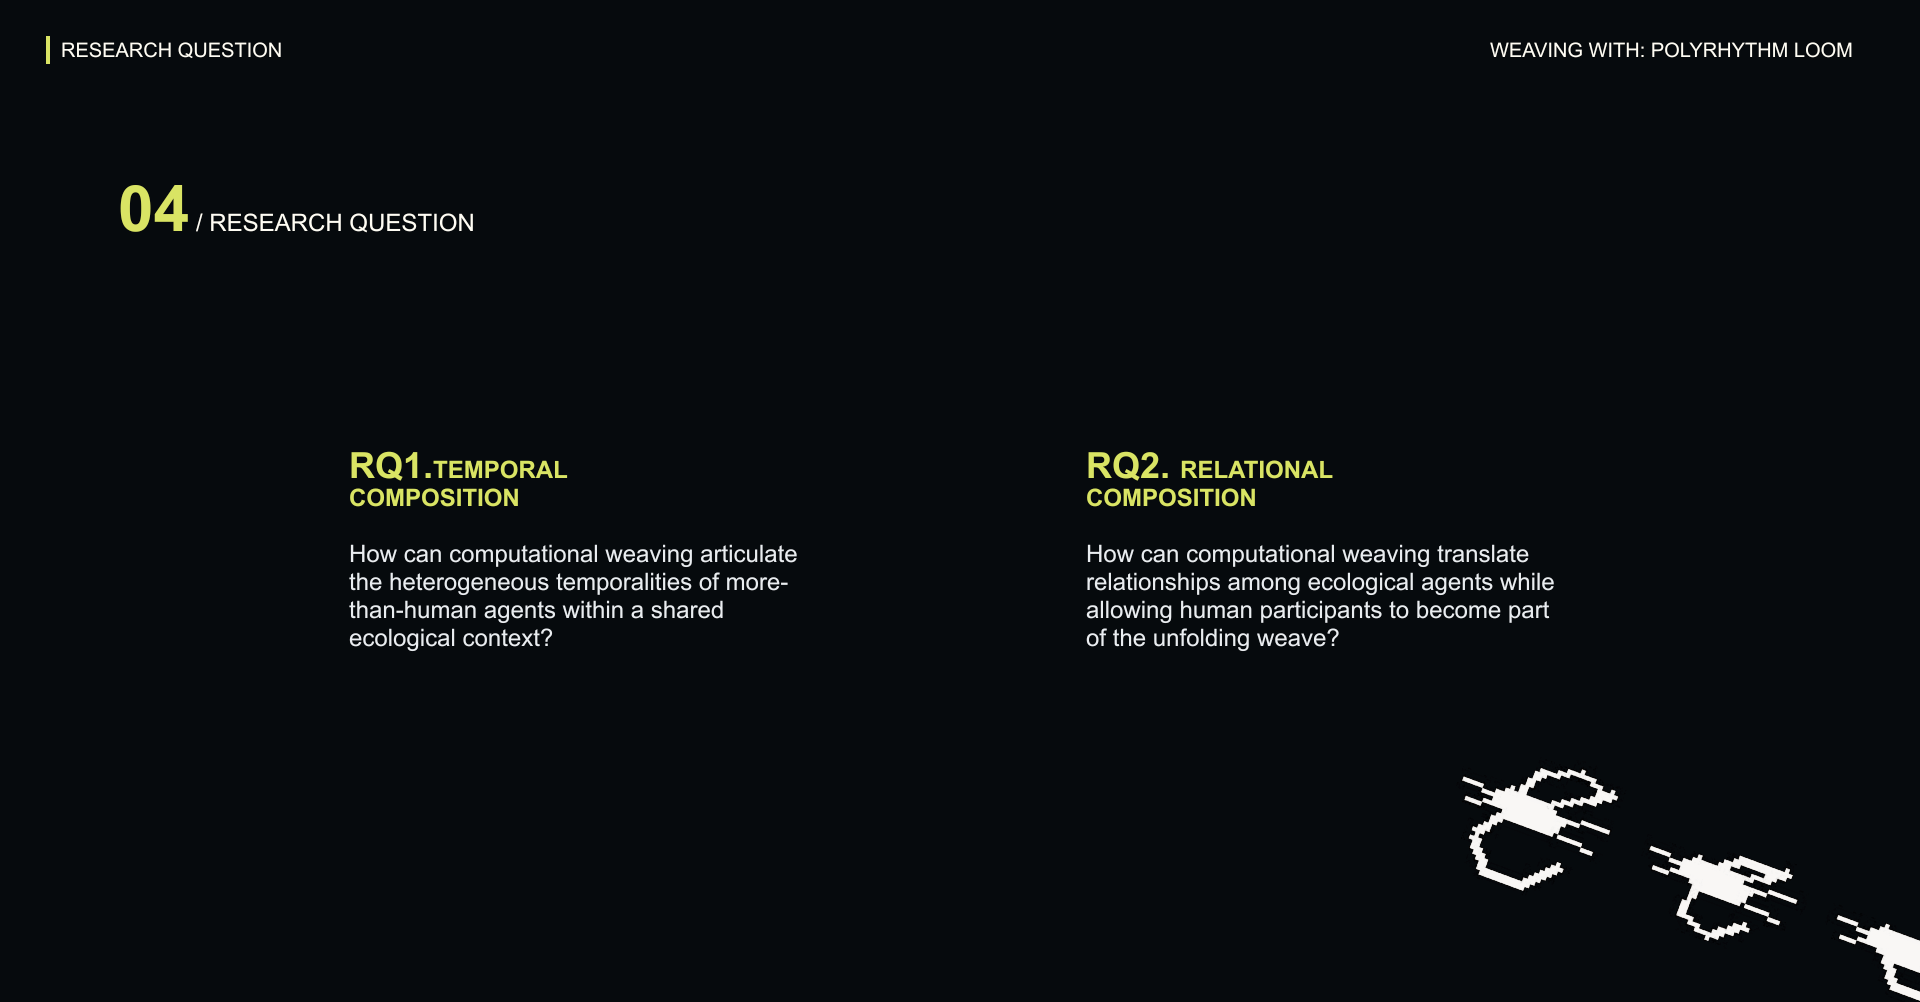 RESEARCH QUESTION
WEAVING WITH: POLYRHYTHM LOOM
04 / RESEARCH QUESTION
RQ1.TEMPORAL
COMPOSITION
How can computational weaving articulate
the heterogeneous temporalities of more-
than-human agents within a shared
ecological context?
RQ2. RELATIONAL
COMPOSITION
How can computational weaving translate
relationships among ecological agents while
allowing human participants to become part
of the unfolding weave?